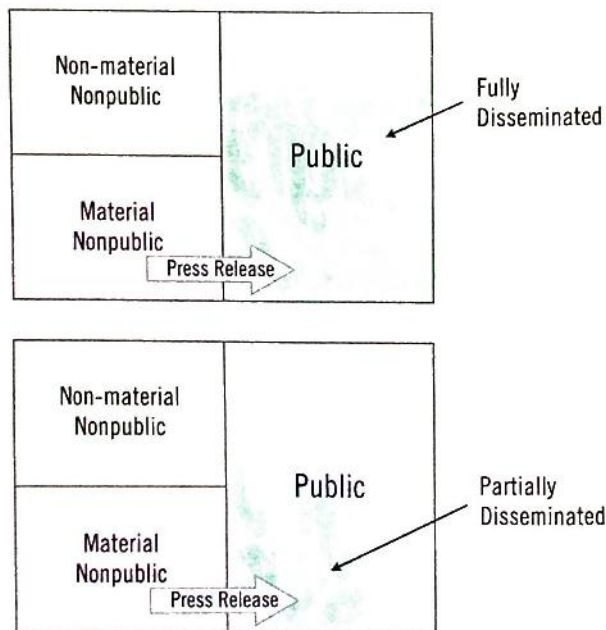 Non-material
Nonpublic
Fully
Disseminated
Public
Material
Nonpublic
Press Release
Non-material
Nonpublic
Public
Partially
Disseminated
Material
Nonpublic
Press Release